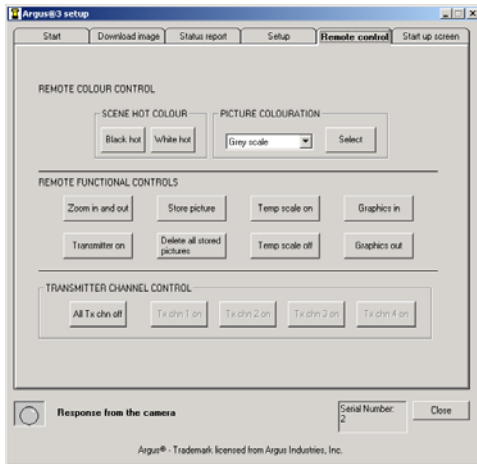 Argus®3 setup
Start Download image Status report Setup Remote control Start up screen
REMOTE COLOUR CONTROL
SCENE HOT COLOUR PICTURE COLOURATION
Black hot White hot Grey scale Select
REMOTE FUNCTIONAL CONTROLS
Zoom in and out Store picture Temp scale on Graphics in
Transmitter on Delete all stored pictures Temp scale off Graphics out
TRANSMITTER CHANNEL CONTROL
All Tx chn off Tx chn 1 on Tx chn 2 on Tx chn 3 on Tx chn 4 on
Response from the camera Serial Number: Close
2
Argus® - Trademark licensed from Argus Industries, Inc.